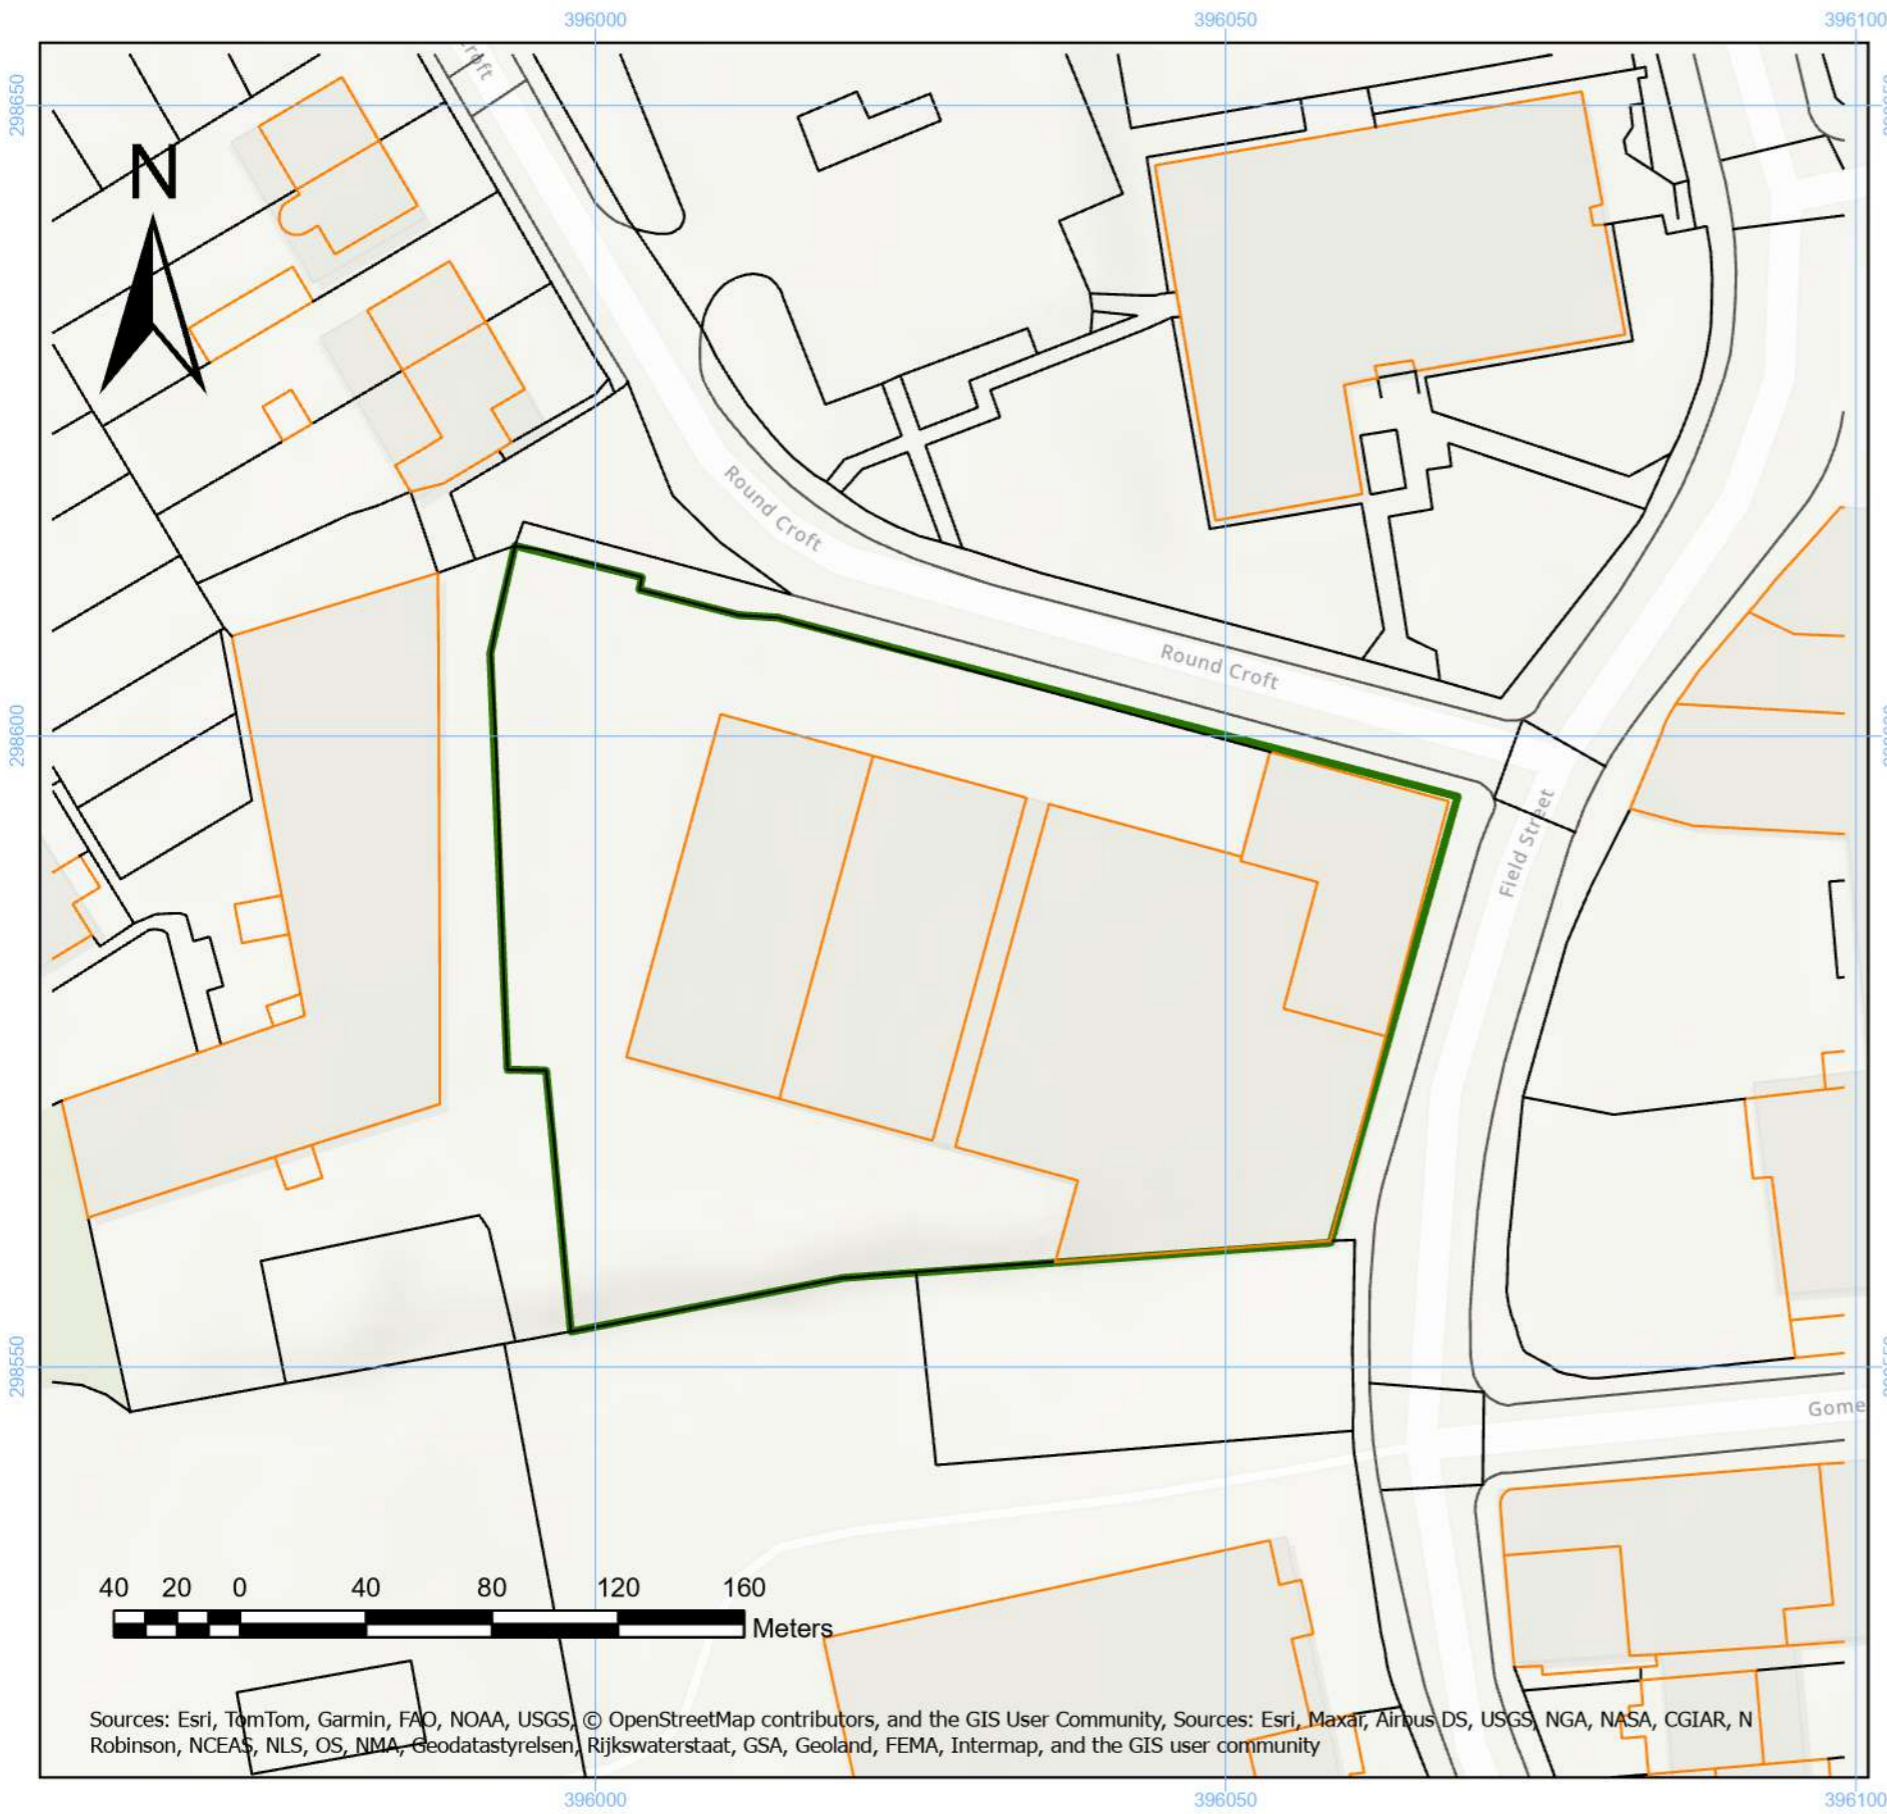 396000
396050
396100
298650
N
Round Croft
Round Croft
298600
Field Street
298550
Gome
40 20 0 40 80 120 160
Meters
Sources: Esri, TomTom, Garmin, FAO, NOAA, USGS, © OpenStreetMap contributors, and the GIS User Community, Sources: Esri, Maxar, Airbus DS, USGS, NGA, NASA, CGIAR, N
Robinson, NCEAS, NLS, OS, NMA, Geodatastyrelsen, Rijkswaterstaat, GSA, Geoland, FEMA, Intermap, and the GIS user community
396000
396050
396100